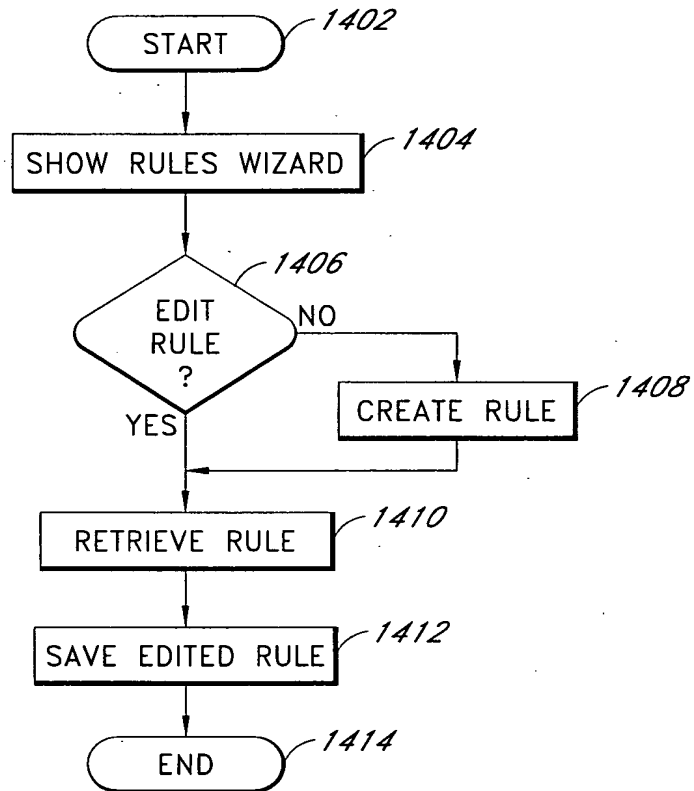 START
1402
SHOW RULES WIZARD
1404
1406
EDIT
RULE
?
NO
YES
CREATE RULE
1408
RETRIEVE RULE
1410
SAVE EDITED RULE
1412
END
1414